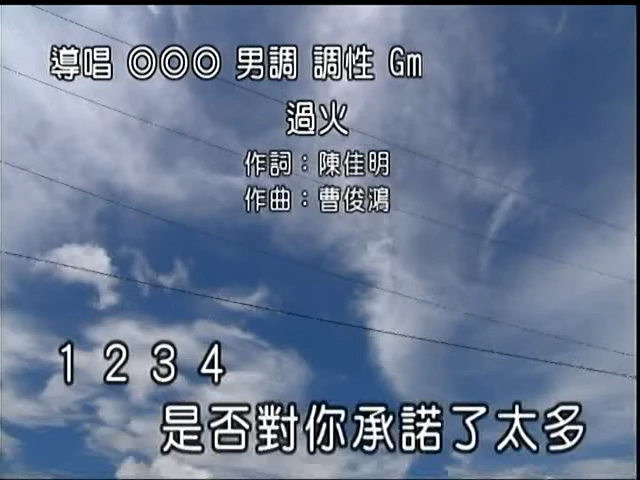 導唱 ◎◎◎ 男調 調性 Gm
過火
作詞：陳佳明
作曲：曹俊鴻
1 2 3 4
是否對你承諾了太多